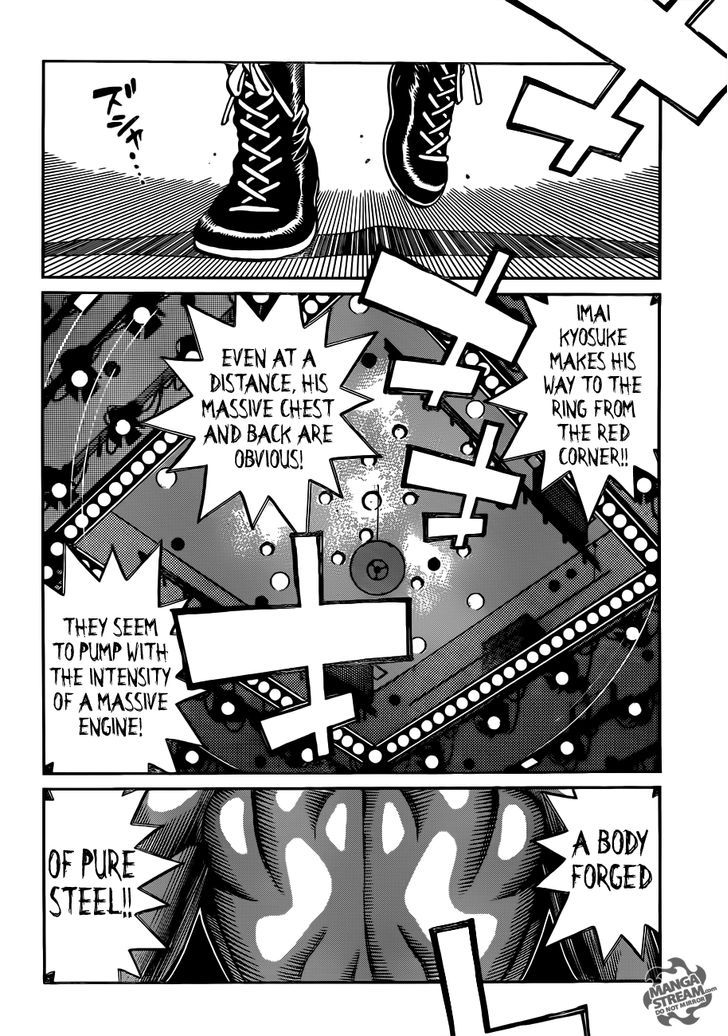 ズシャ…
IMAI
KYOSUKE
MAKES HIS
WAY TO THE
RING FROM
THE RED
CORNER!!
EVEN AT A
DISTANCE, HIS
MASSIVE CHEST
AND BACK ARE
OBVIOUS!
THEY SEEM
TO PUMP WITH
THE INTENSITY
OF A MASSIVE
ENGINE!
A BODY
FORGED
OF PURE
STEEL!!
MANGA
STREAM.com
DO NOT MIRROR